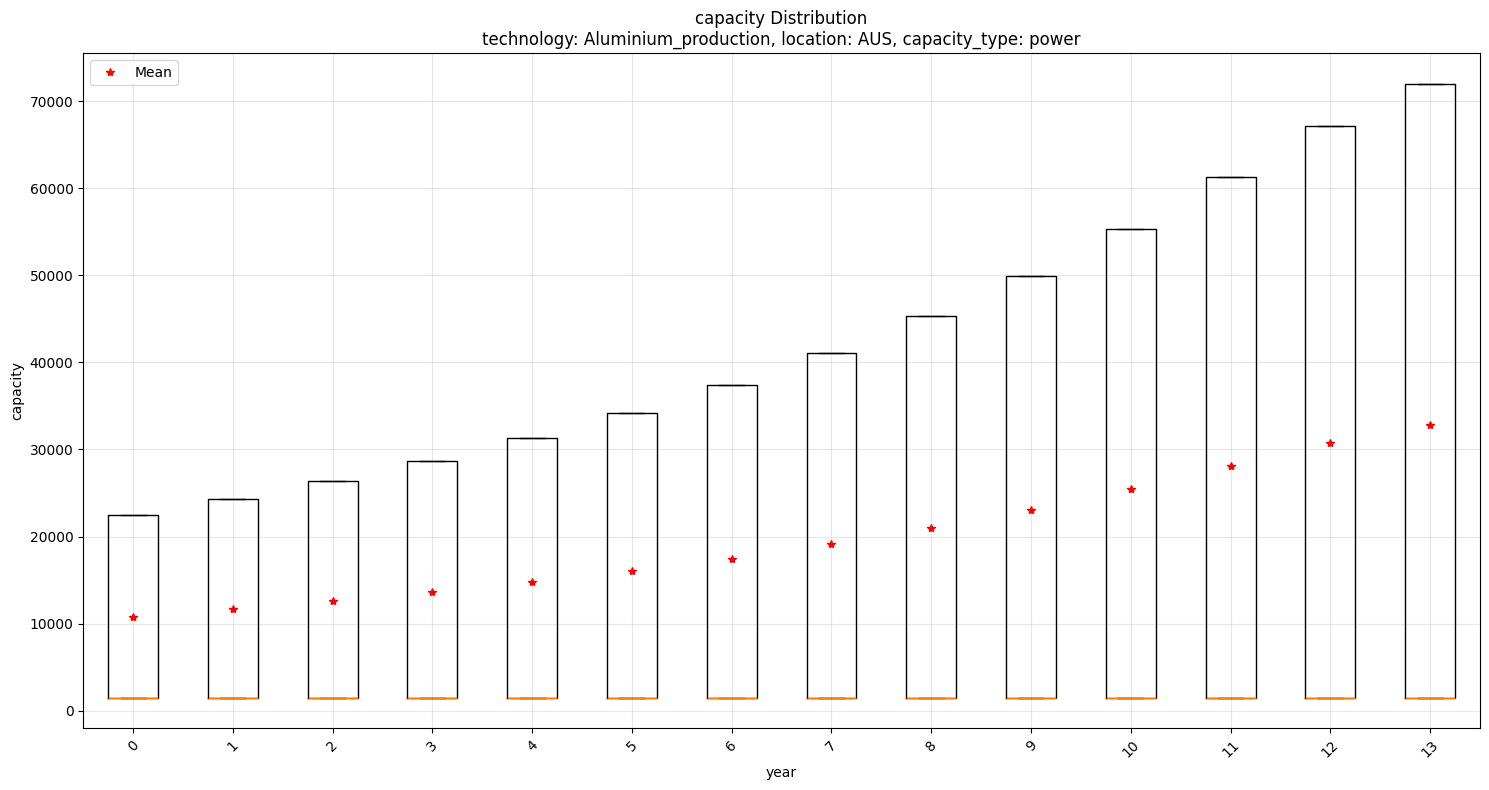 capacity Distribution
technology: Aluminium_production, location: AUS, capacity_type: power
Mean
70000
60000
50000
40000
30000
20000
10000
0
capacity
0 1 2 3 4 5 6 7 8 9 10 11 12 13
year